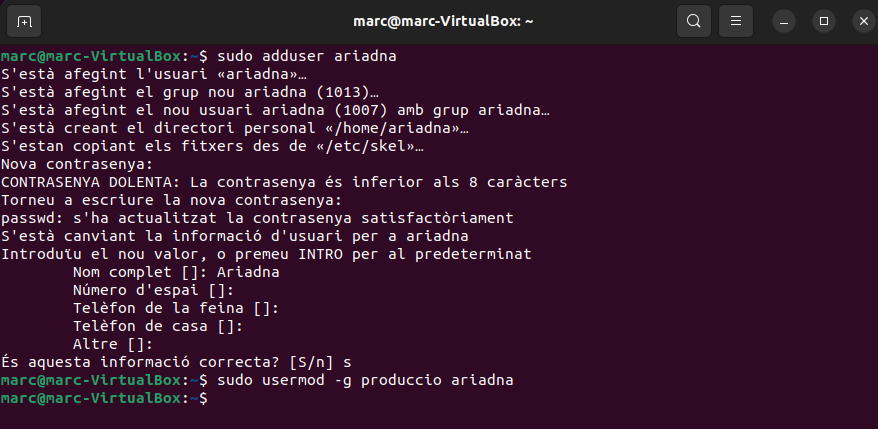 marc@marc-VirtualBox: ~
marc@marc-VirtualBox:~$ sudo adduser ariadna
S'està afegint l'usuari «ariadna»…
S'està afegint el grup nou ariadna (1013)…
S'està afegint el nou usuari ariadna (1007) amb grup ariadna…
S'està creant el directori personal «/home/ariadna»…
S'estan copiant els fitxers des de «/etc/skel»…
Nova contrasenya:
CONTRASENYA DOLENTA: La contrasenya és inferior als 8 caràcters
Torneu a escriure la nova contrasenya:
passwd: s'ha actualitzat la contrasenya satisfactòriament
S'està canviant la informació d'usuari per a ariadna
Introduïu el nou valor, o premeu INTRO per al predeterminat
        Nom complet []: Ariadna
        Número d'espai []:
        Telèfon de la feina []:
        Telèfon de casa []:
        Altre []:
És aquesta informació correcta? [S/n] s
marc@marc-VirtualBox:~$ sudo usermod -g produccio ariadna
marc@marc-VirtualBox:~$